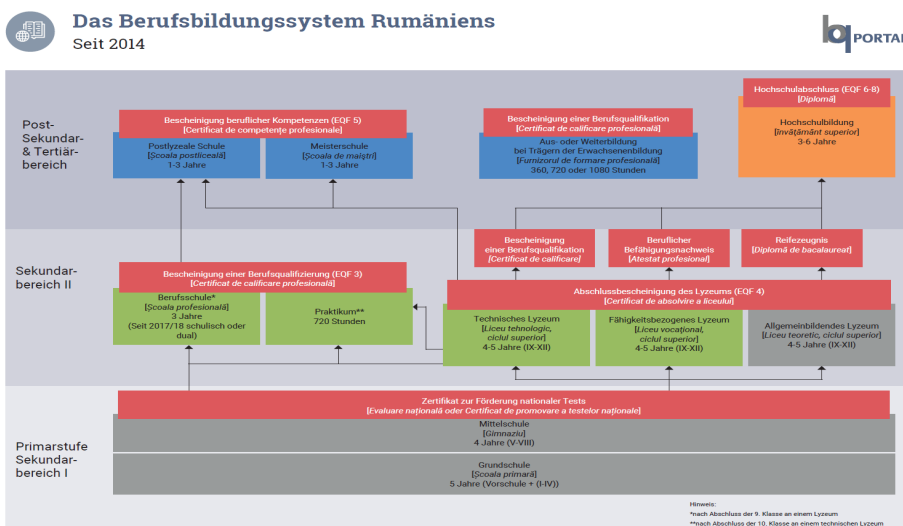 Das Berufsbildungssystem Rumäniens
Seit 2014
bq PORTAL
Post-
Sekundar-
& Tertiär-
bereich
Bescheinigung beruflicher Kompetenzen (EQF 5)
[Certificat de competențe profesionale]
Postlyzeale Schule
[Școala postliceală]
1-3 Jahre
Meisterschule
[Școala de maiștri]
1-3 Jahre
Bescheinigung einer Berufsqualifikation
[Certificat de calificare profesională]
Aus- oder Weiterbildung
bei Trägern der Erwachsenenbildung
[Furnizorul de formare profesională]
360, 720 oder 1080 Stunden
Hochschulabschluss (EQF 6-8)
[Diplomă]
Hochschulbildung
[învățământ superior]
3-6 Jahre
Sekundar-
bereich II
Bescheinigung einer Berufsqualifizierung (EQF 3)
[Certificat de calificare profesională]
Berufsschule*
[Școala profesională]
3 Jahre
(Seit 2017/18 schulisch oder
dual)
Praktikum**
720 Stunden
Bescheinigung
einer Berufsqualifikation
[Certificat de calificare]
Beruflicher
Befähigungsnachweis
[Atestat profesional]
Reifezeugnis
[Diplomă de bacalaureat]
Abschlussbescheinigung des Lyzeums (EQF 4)
[Certificat de absolvire a liceului]
Technisches Lyzeum
[Liceu tehnologic,
ciclul superior]
4-5 Jahre (IX-XII)
Fähigkeitsbezogenes Lyzeum
[Liceu vocațional,
ciclul superior]
4-5 Jahre (IX-XII)
Allgemeinbildendes Lyzeum
[Liceu teoretic, ciclul superior]
4-5 Jahre (IX-XII)
Primarstufe
Sekundar-
bereich I
Zertifikat zur Förderung nationaler Tests
[Evaluare națională oder Certificat de promovare a testelor naționale]
Mittelschule
[Gimnaziu]
4 Jahre (V-VIII)
Grundschule
[Școala primară]
5 Jahre (Vorschule + (I-IV))
Hinweis:
*nach Abschluss der 9. Klasse an einem Lyzeum
**nach Abschluss der 10. Klasse an einem technischen Lyzeum